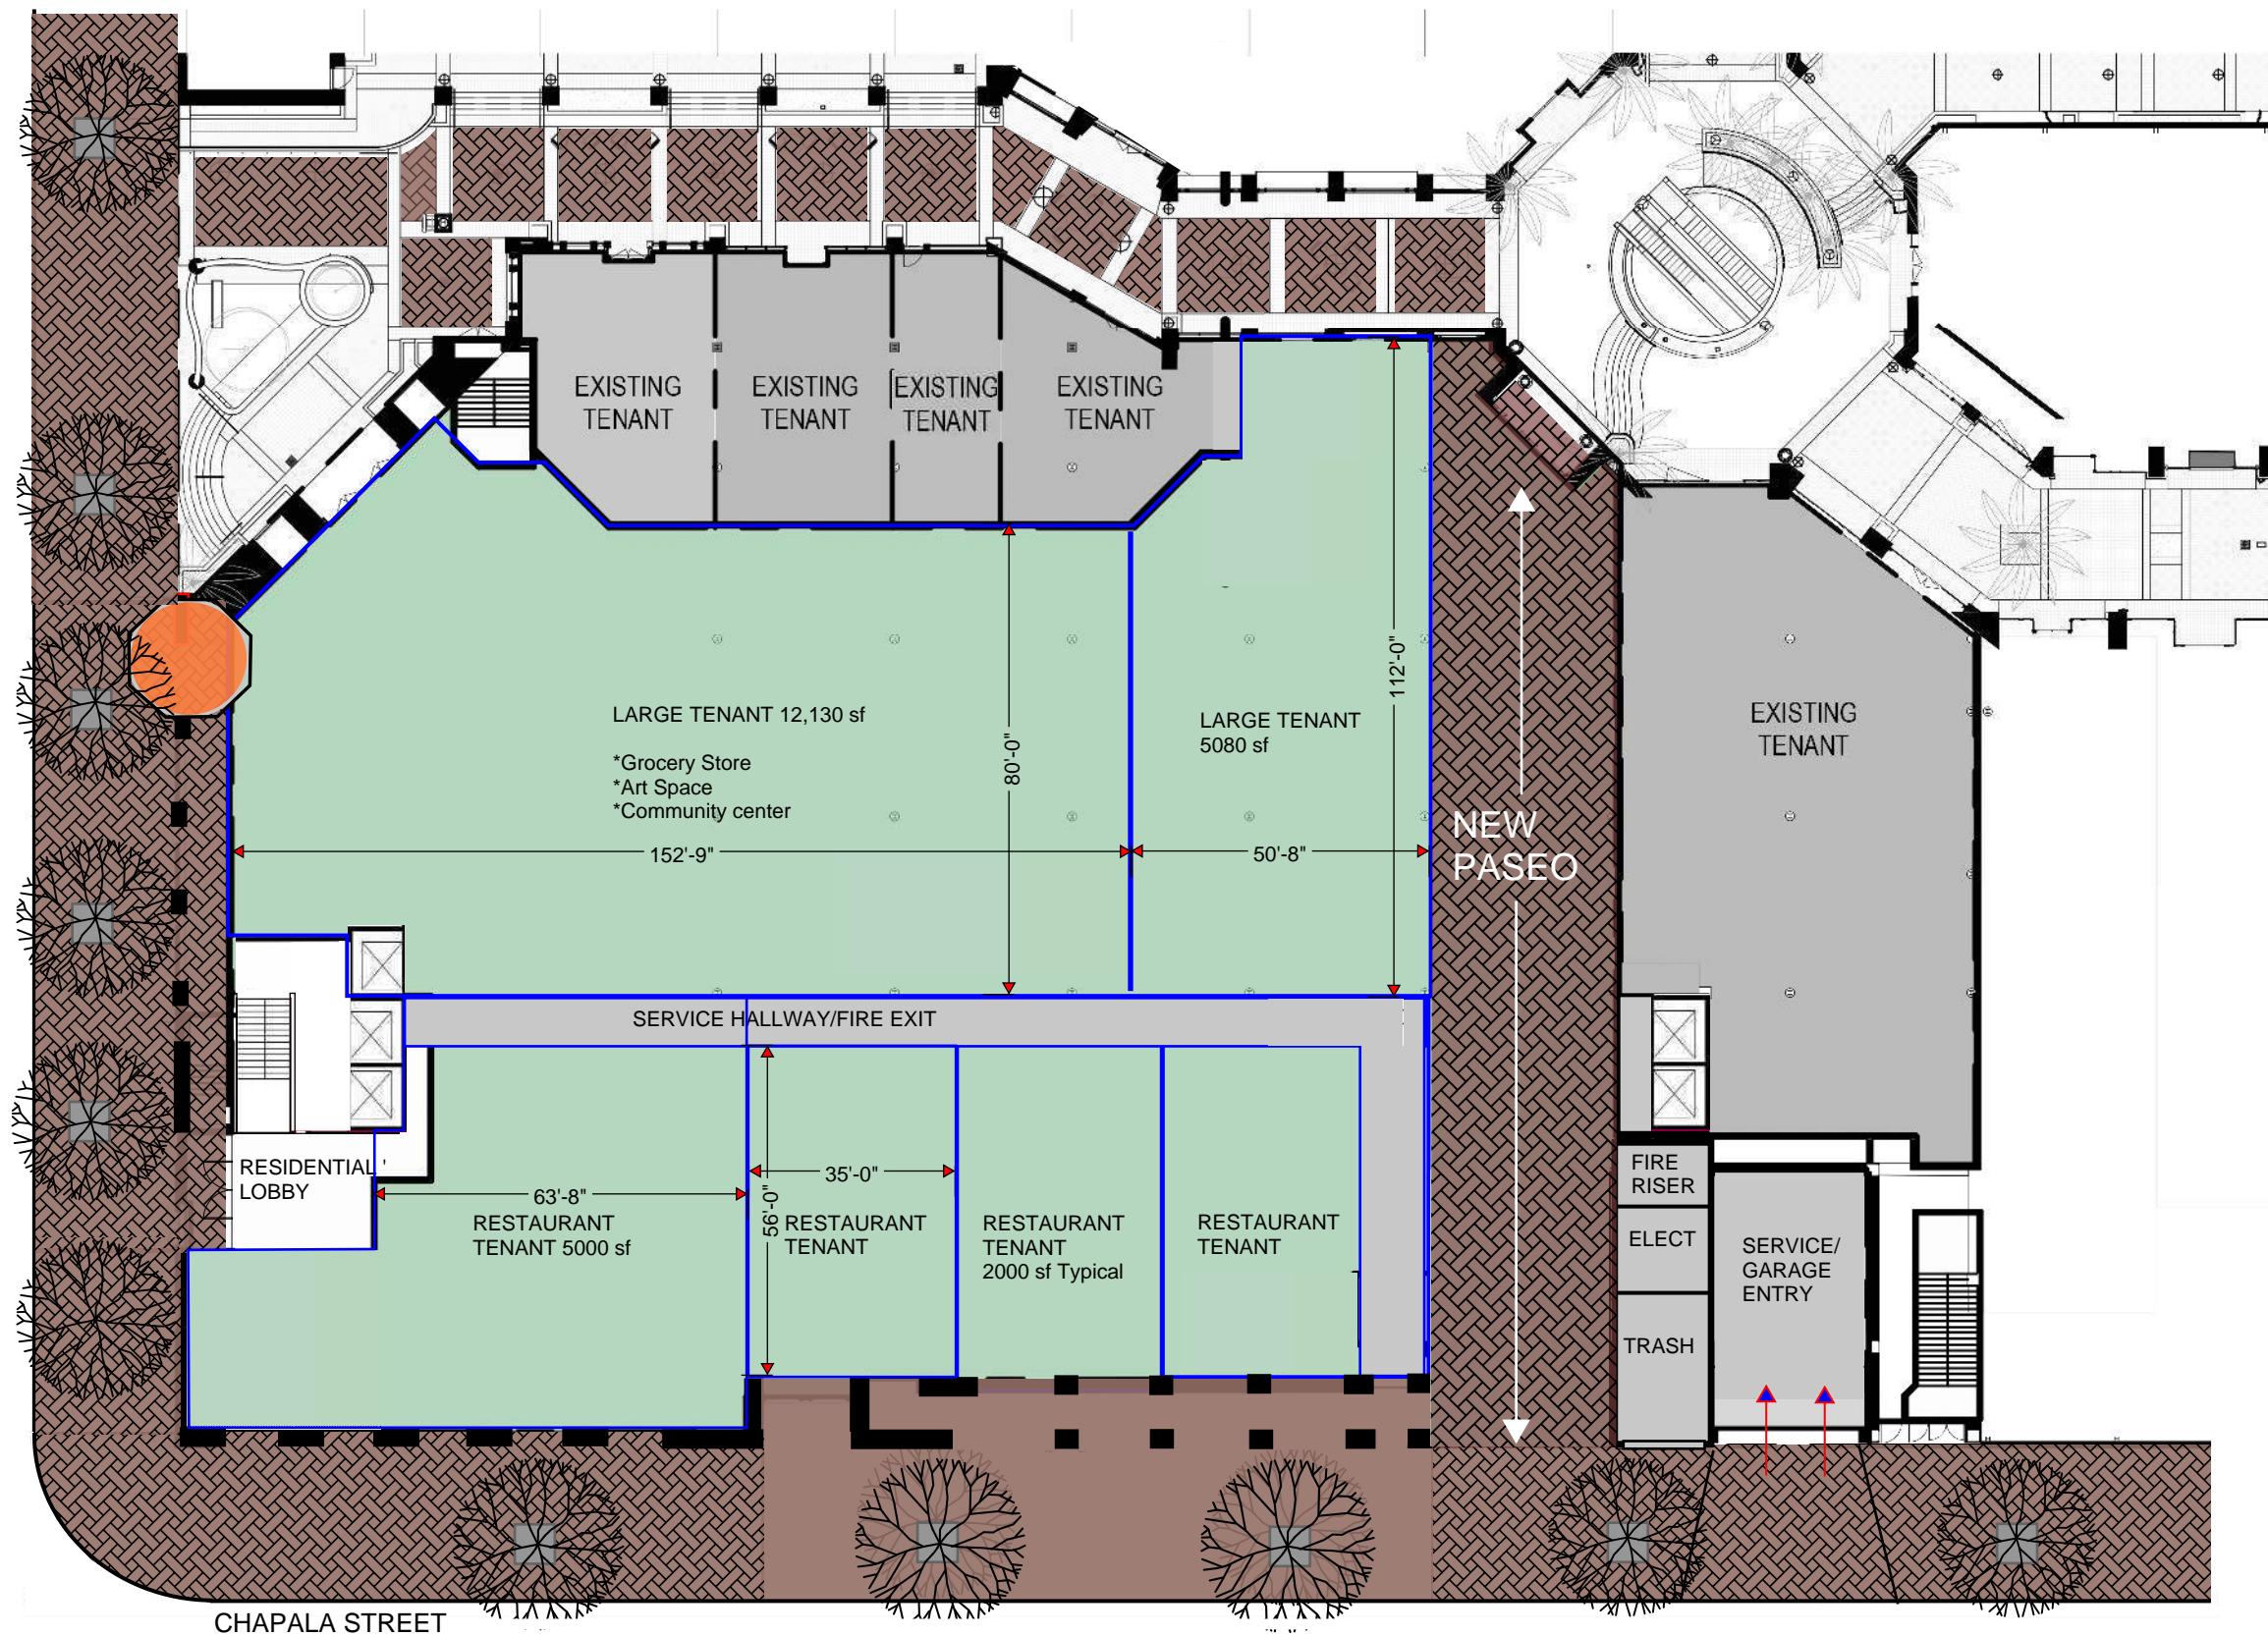 EXISTING
TENANT
EXISTING
TENANT
EXISTING
TENANT
EXISTING
TENANT
LARGE TENANT 12,130 sf
*Grocery Store
*Art Space
*Community center
80'-0"
152'-9"
LARGE TENANT
5080 sf
112'-0"
50'-8"
NEW
PASEO
EXISTING
TENANT
SERVICE HALLWAY/FIRE EXIT
RESIDENTIAL '
LOBBY
63'-8"
RESTAURANT
TENANT 5000 sf
35'-0"
56'-0"
RESTAURANT
TENANT
RESTAURANT
TENANT
2000 sf Typical
RESTAURANT
TENANT
FIRE
RISER
ELECT
TRASH
SERVICE/
GARAGE
ENTRY
CHAPALA STREET